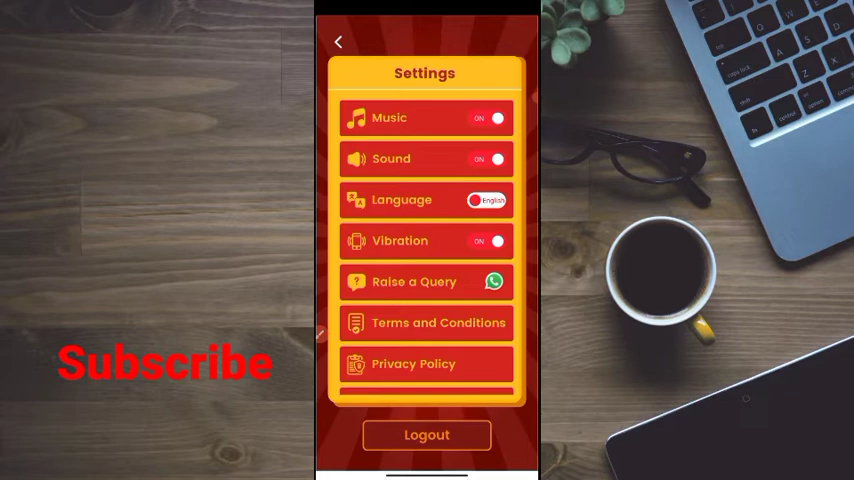 Settings
Music ON
Sound ON
Language English
Vibration ON
Raise a Query
Terms and Conditions
Privacy Policy
Logout
Subscribe